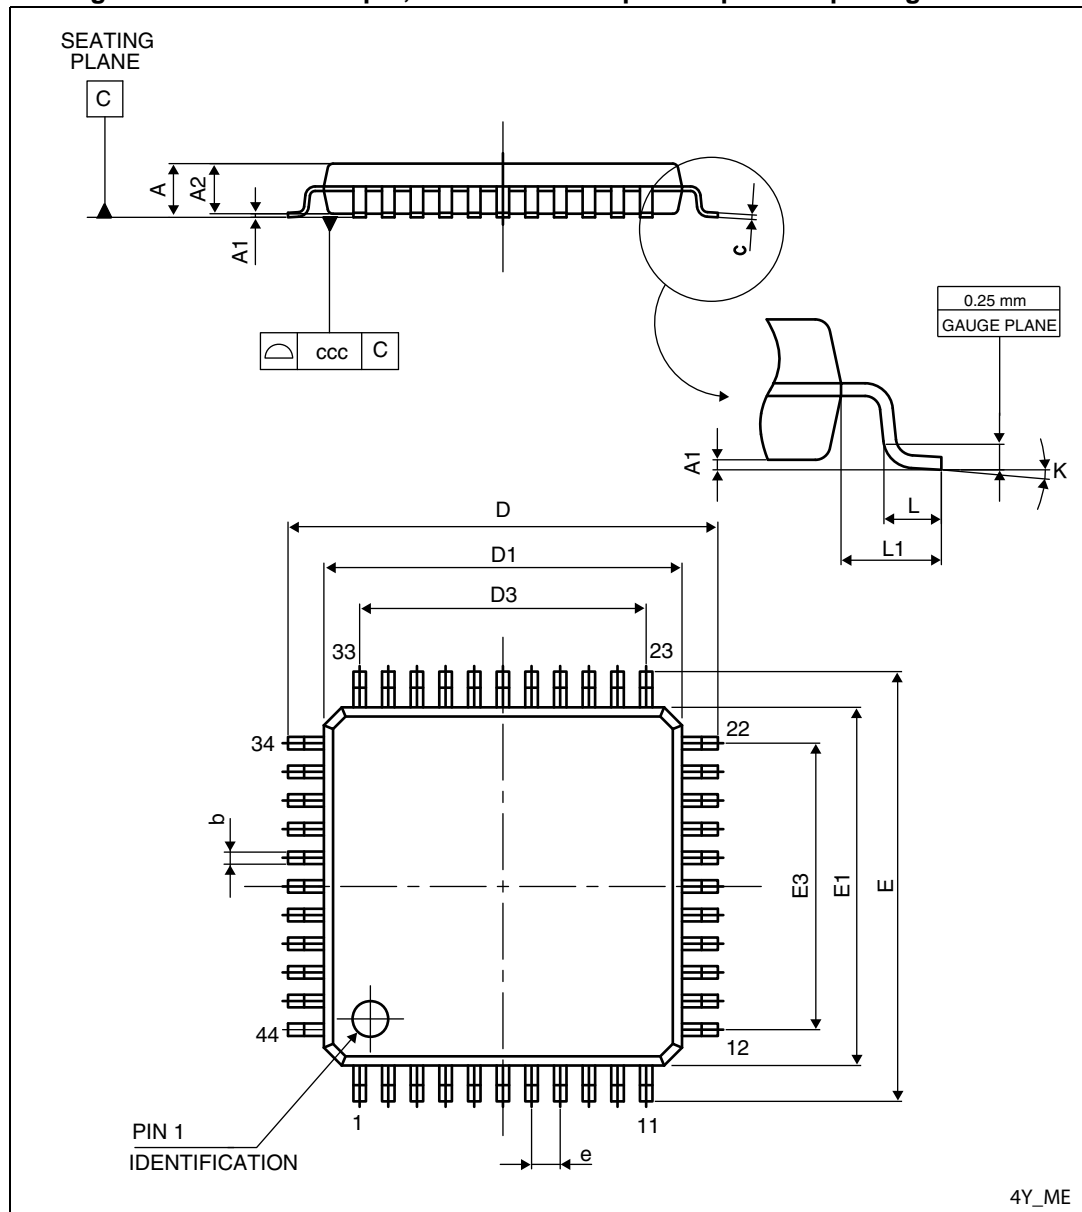 SEATING
PLANE
C
A
A2
A1
c
ccc
C
0.25 mm
GAUGE PLANE
A1
K
L
L1
D
D1
D3
33
23
34
22
b
E3
E1
E
44
12
1
11
PIN 1
IDENTIFICATION
e
4Y_ME